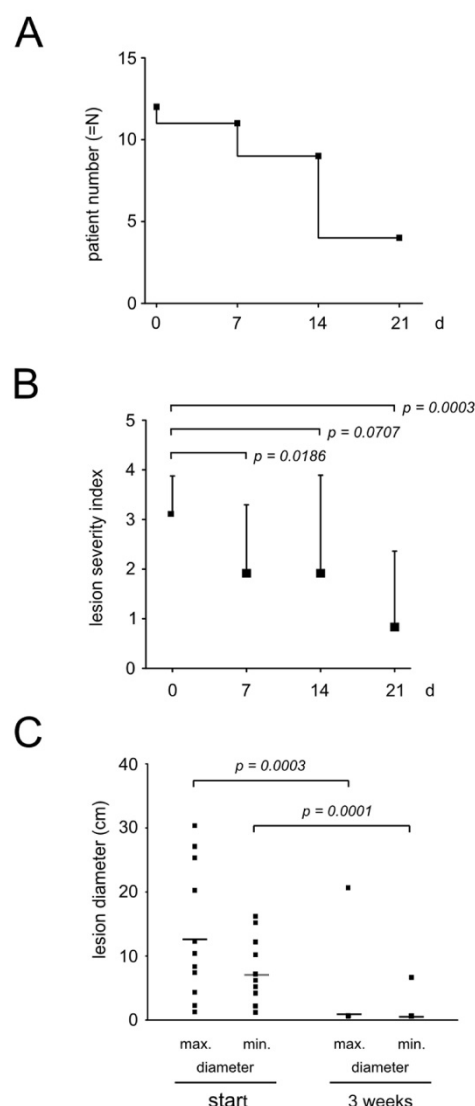 A
patient number (=N)
15
10
5
0
0 7 14 21 d
B
lesion severity index
p = 0.0003
p = 0.0707
p = 0.0186
5
4
3
2
1
0
0 7 14 21 d
C
lesion diameter (cm)
p = 0.0003
p = 0.0001
40
30
20
10
0
max. min. max. min.
diameter diameter
start 3 weeks